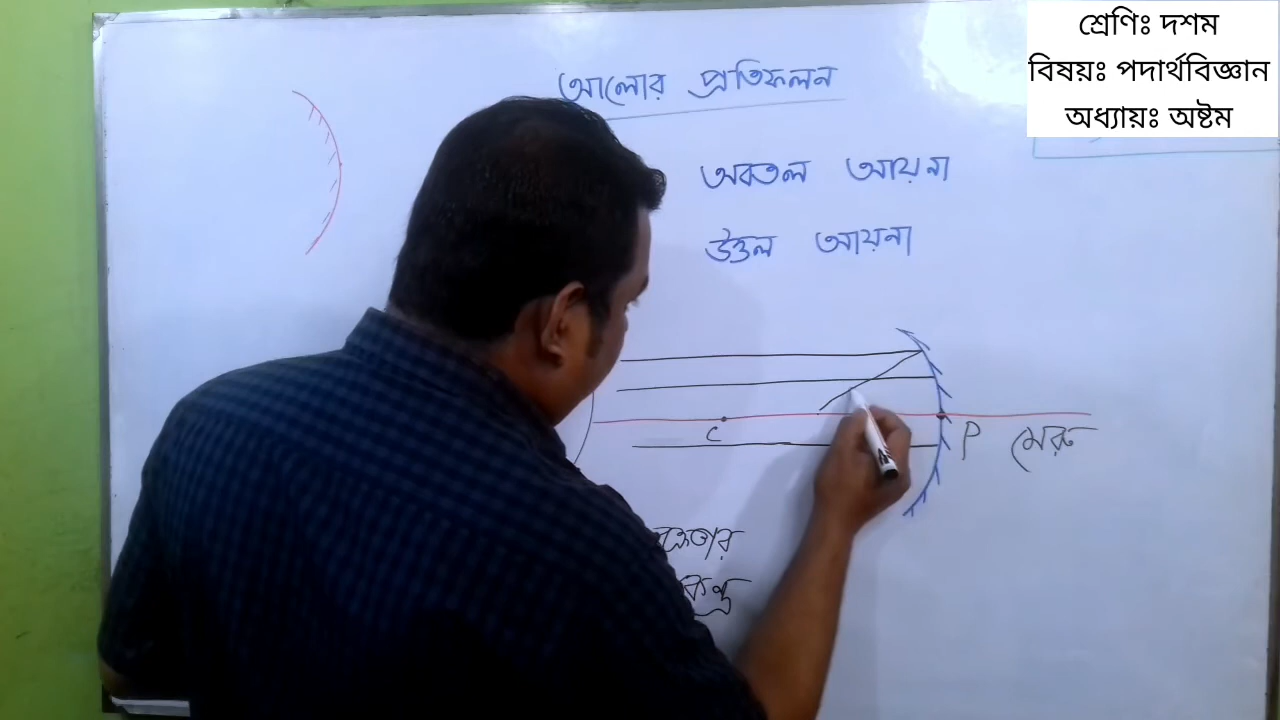 শ্রেণিঃ দশম
বিষয়ঃ পদার্থবিজ্ঞান
অধ্যায়ঃ অষ্টম
আলোর প্রতিফলন
অবতল আয়না
উত্তল আয়না
C
P মেরু